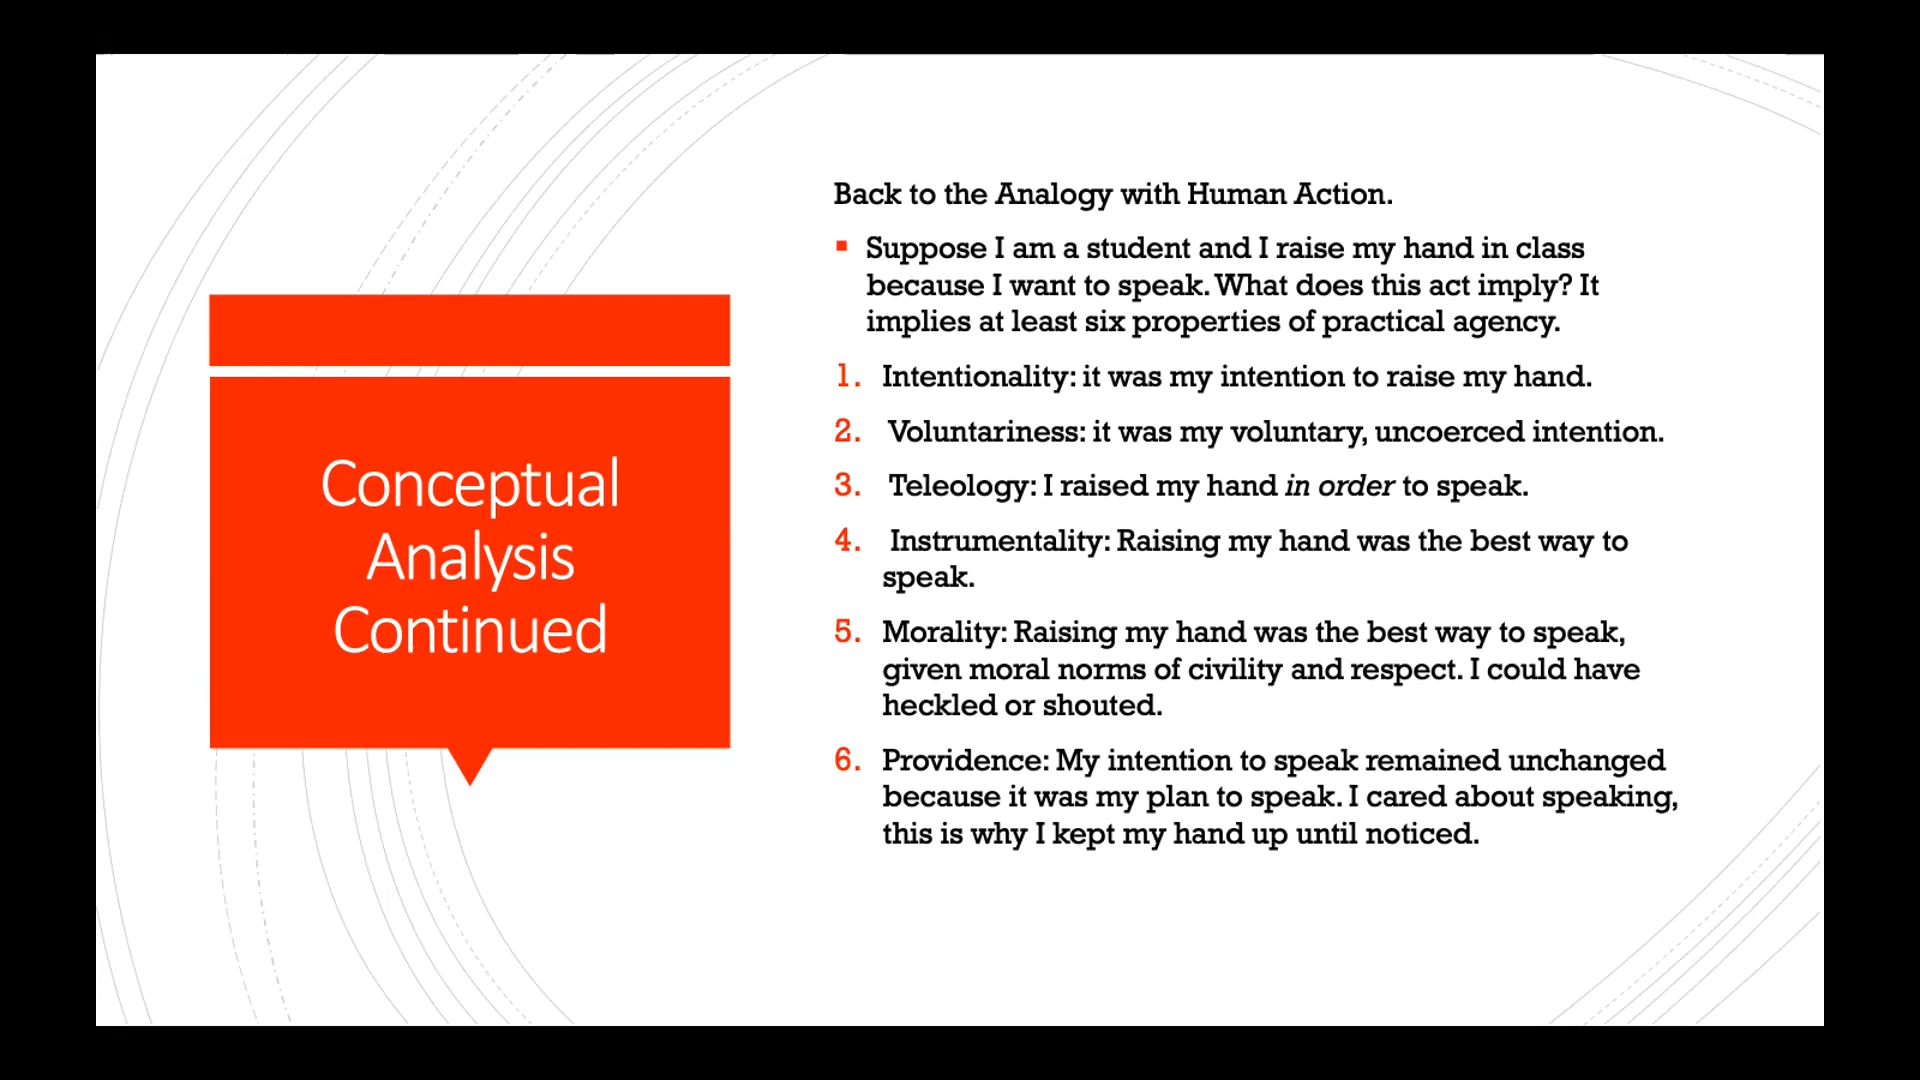 Conceptual
Analysis
Continued
Back to the Analogy with Human Action.
▪ Suppose I am a student and I raise my hand in class
because I want to speak. What does this act imply? It
implies at least six properties of practical agency.
1. Intentionality: it was my intention to raise my hand.
2. Voluntariness: it was my voluntary, uncoerced intention.
3. Teleology: I raised my hand in order to speak.
4. Instrumentality: Raising my hand was the best way to
speak.
5. Morality: Raising my hand was the best way to speak,
given moral norms of civility and respect. I could have
heckled or shouted.
6. Providence: My intention to speak remained unchanged
because it was my plan to speak. I cared about speaking,
this is why I kept my hand up until noticed.